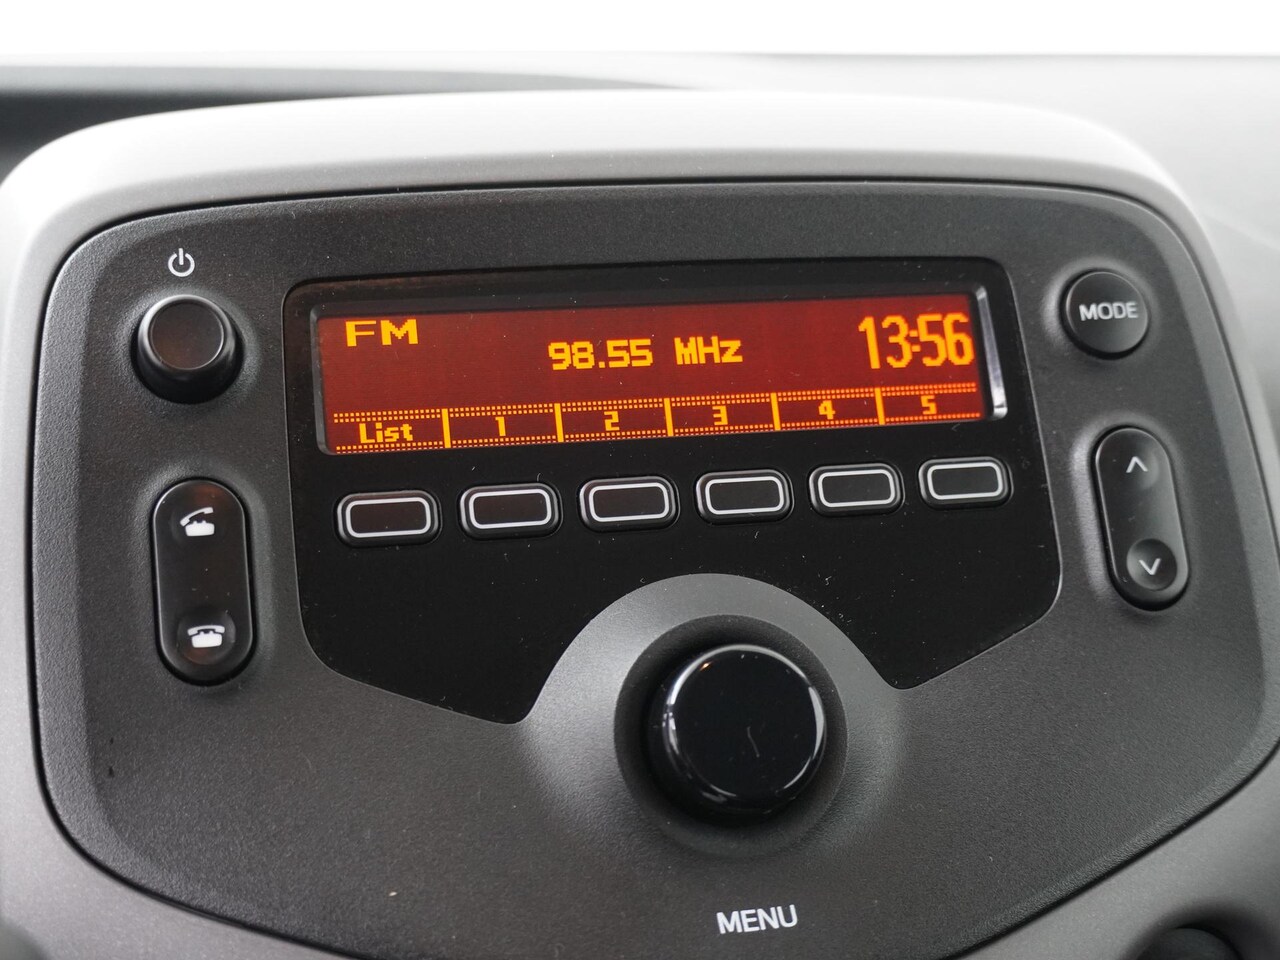 FM
98.55 MHz
13:56
List 1 2 3 4 5
MODE
MENU